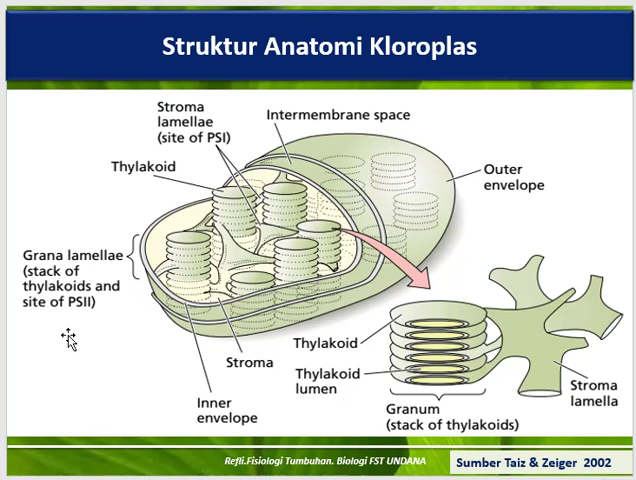 Struktur Anatomi Kloroplas
Stroma
lamellae
(site of PSI)
Intermembrane space
Thylakoid
Outer
envelope
Grana lamellae
(stack of
thylakoids and
site of PSII)
Stroma
Inner
envelope
Thylakoid
Thylakoid
lumen
Granum
(stack of thylakoids)
Stroma
lamella
Refli.Fisiologi Tumbuhan. Biologi FST UNDANA
Sumber Taiz & Zeiger 2002